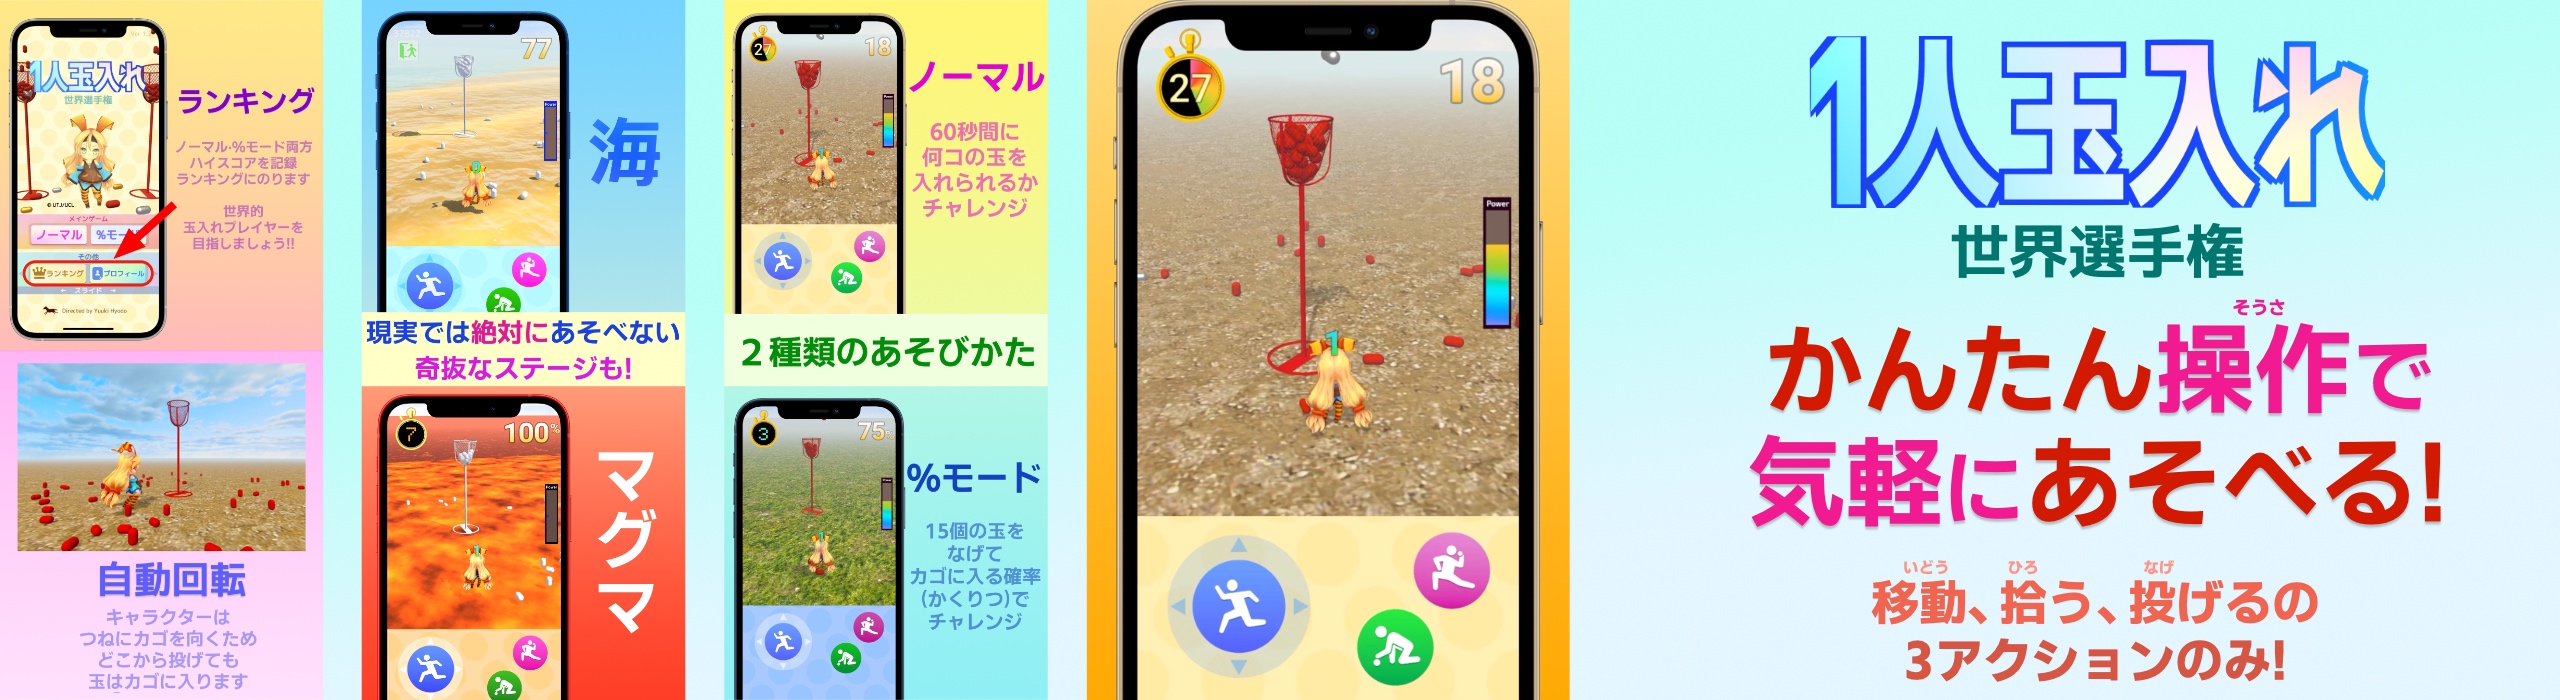 1人玉入れ
世界選手権
© UTJ/UCL
メインゲーム
ノーマル
%モード
その他
ランキング
プロフィール
← スライド →
Directed by Yuuki Hyodo
ランキング
ノーマル・%モード両方
ハイスコアを記録
ランキングにのります
世界的
玉入れプレイヤーを
目指しましょう!!
自動回転
キャラクターは
つねにカゴを向くため
どこから投げても
玉はカゴに入ります
77
Power
海
現実では絶対にあそべない
奇抜なステージも!
7
100%
Power
マグマ
27
18
Power
ノーマル
60秒間に
何コの玉を
入れられるか
チャレンジ
2種類のあそびかた
3
75%
Power
%モード
15個の玉を
なげて
カゴに入る確率
(かくりつ)で
チャレンジ
27
18
Power
1
1人玉入れ
世界選手権
そうさ
かんたん操作で
気軽にあそべる!
いどう ひろ なげ
移動、拾う、投げるの
3アクションのみ!